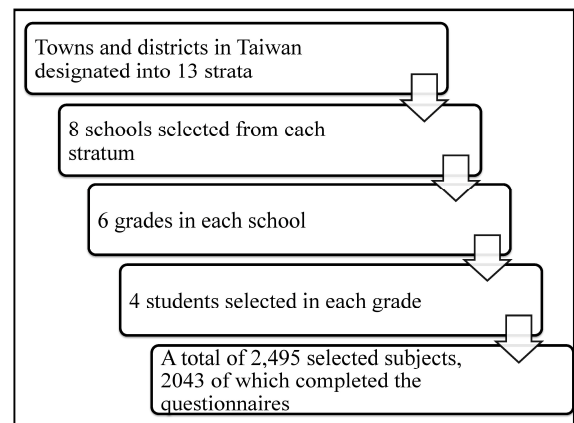 Towns and districts in Taiwan
designated into 13 strata
8 schools selected from each
stratum
6 grades in each school
4 students selected in each grade
A total of 2,495 selected subjects,
2043 of which completed the
questionnaires